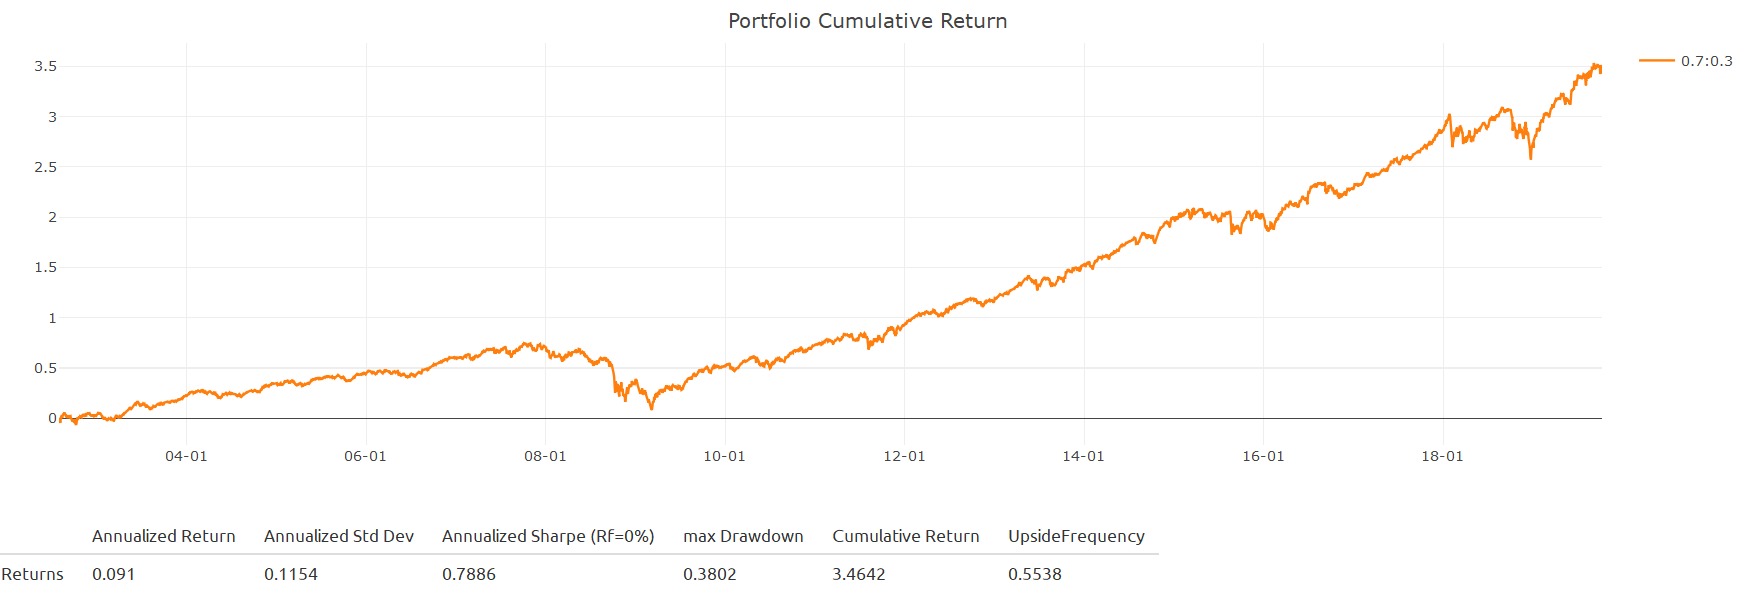 Portfolio Cumulative Return
0.7:0.3
3.5
3
2.5
2
1.5
1
0.5
0
04-01 06-01 08-01 10-01 12-01 14-01 16-01 18-01
Annualized Return Annualized Std Dev Annualized Sharpe (Rf=0%) max Drawdown Cumulative Return UpsideFrequency
Returns 0.091 0.1154 0.7886 0.3802 3.4642 0.5538